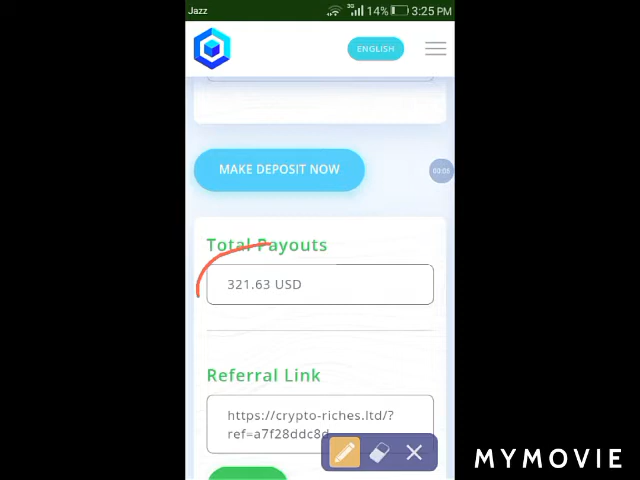 Jazz 3G 14% 3:25 PM
ENGLISH
MAKE DEPOSIT NOW
Total Payouts
321.63 USD
Referral Link
https://crypto-riches.ltd/?
ref=a7f28ddc8d
MYMOVIE